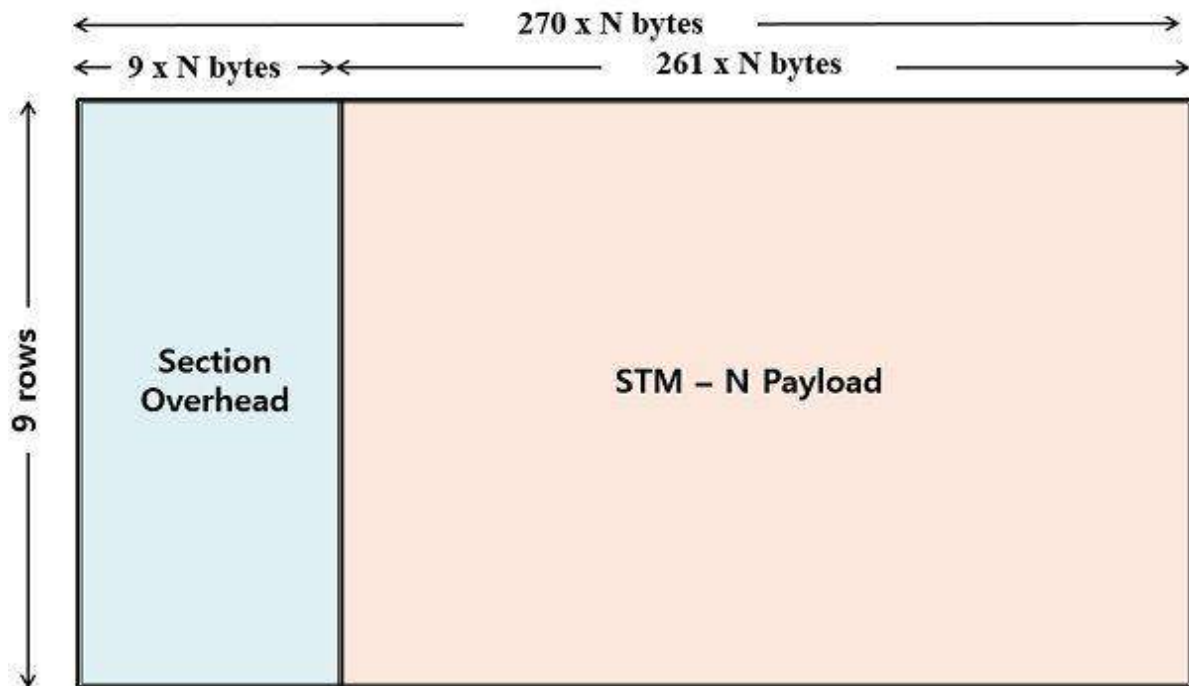 270 x N bytes
9 x N bytes
261 x N bytes
9 rows
Section
Overhead
STM – N Payload